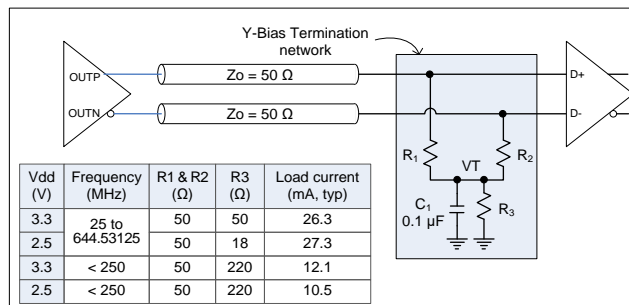 Y-Bias Termination
network
OUTP
OUTN
Zo = 50 Ω
Zo = 50 Ω
D+
D-
R1
VT
R2
C1
0.1 µF
R3
Vdd (V) Frequency (MHz) R1 & R2 (Ω) R3 (Ω) Load current (mA, typ)
3.3 25 to 644.53125 50 50 26.3
2.5 50 18 27.3
3.3 < 250 50 220 12.1
2.5 < 250 50 220 10.5